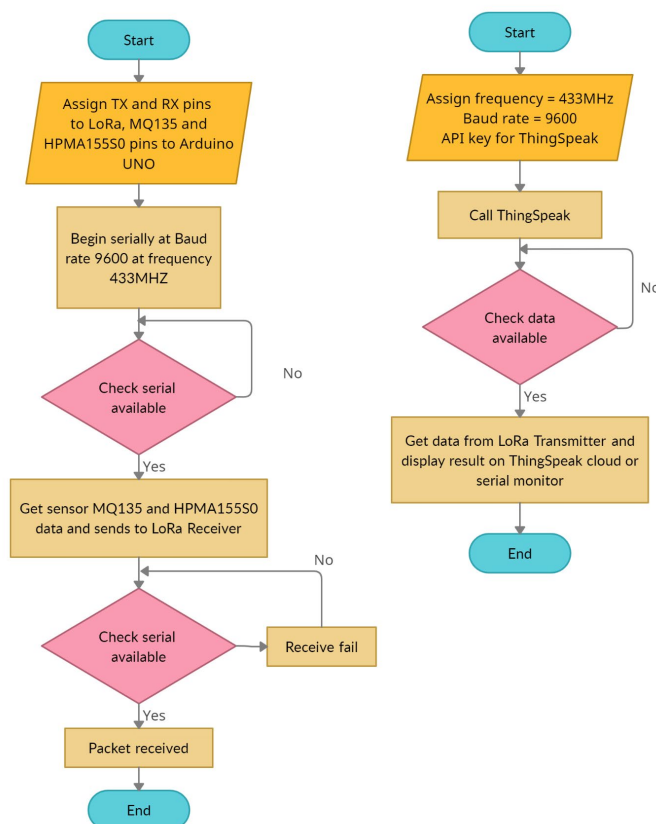 Start
Assign TX and RX pins
to LoRa, MQ135 and
HPMA155S0 pins to Arduino
UNO
Begin serially at Baud
rate 9600 at frequency
433MHZ
Check serial
available
No
Yes
Get sensor MQ135 and HPMA155S0
data and sends to LoRa Receiver
No
Check serial
available
Receive fail
Yes
Packet received
End
Start
Assign frequency = 433MHz
Baud rate = 9600
API key for ThingSpeak
Call ThingSpeak
No
Check data
available
Yes
Get data from LoRa Transmitter and
display result on ThingSpeak cloud or
serial monitor
End